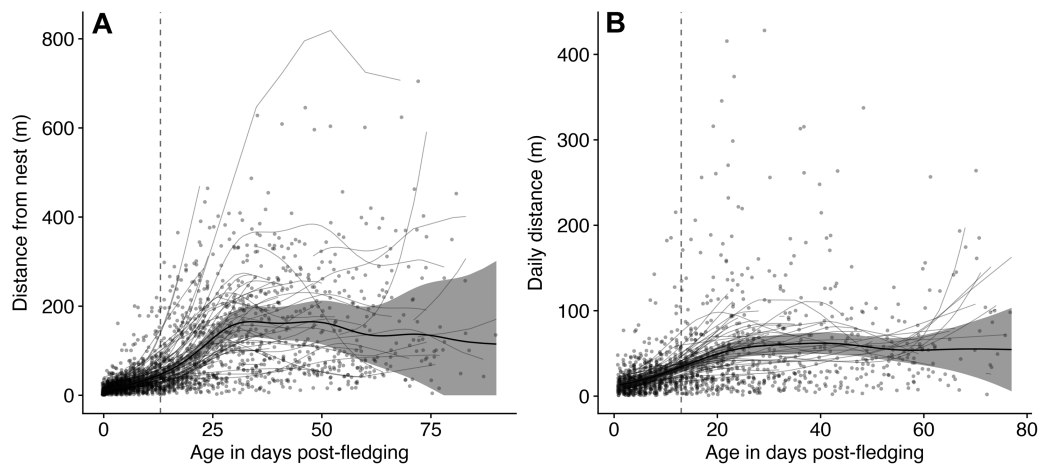 A
Distance from nest (m)
800
600
400
200
0
0 25 50 75
Age in days post-fledging
B
Daily distance (m)
400
300
200
100
0
0 20 40 60 80
Age in days post-fledging